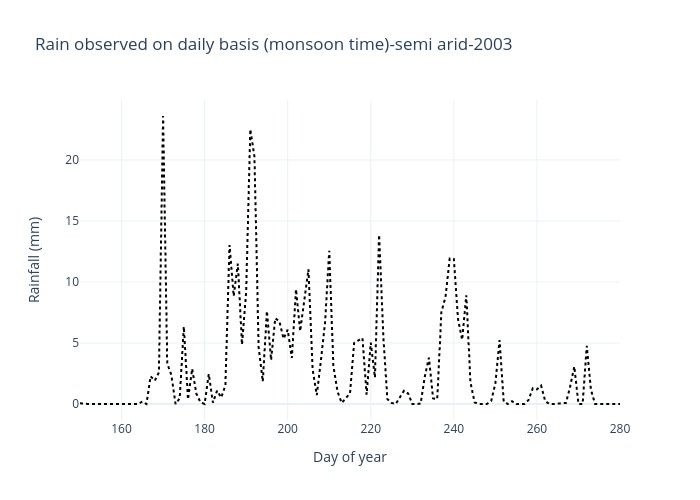 Rain observed on daily basis (monsoon time)-semi arid-2003
Rainfall (mm)
20
15
10
5
0
160 180 200 220 240 260 280
Day of year